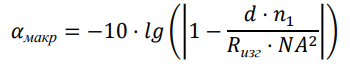 α_макр = −10 · lg(|1 − (d · n₁)/(R_изг · NA²)|)